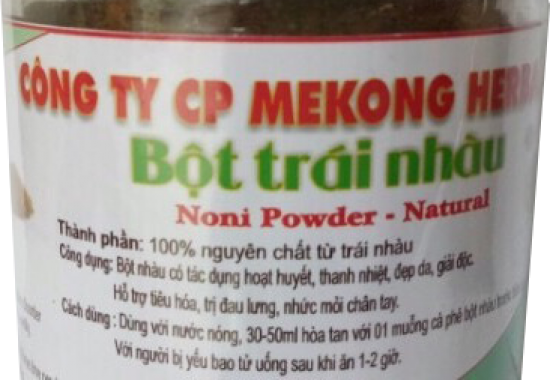 CÔNG TY CP MEKONG
Bột trái nhàu
Noni Powder - Natural
Thành phần: 100% nguyên chất từ trái nhàu
Công dụng: Bột nhàu có tác dụng hoạt huyết, thanh nhiệt, đẹp da, giải độc.
Hỗ trợ tiêu hóa, trị đau lưng, nhức mỏi chân tay.
Cách dùng : Dùng với nước nóng, 30-50ml hòa tan với 01 muỗng cà phê bột nhàu
Với người bị yếu bao tử uống sau khi ăn 1-2 giờ.